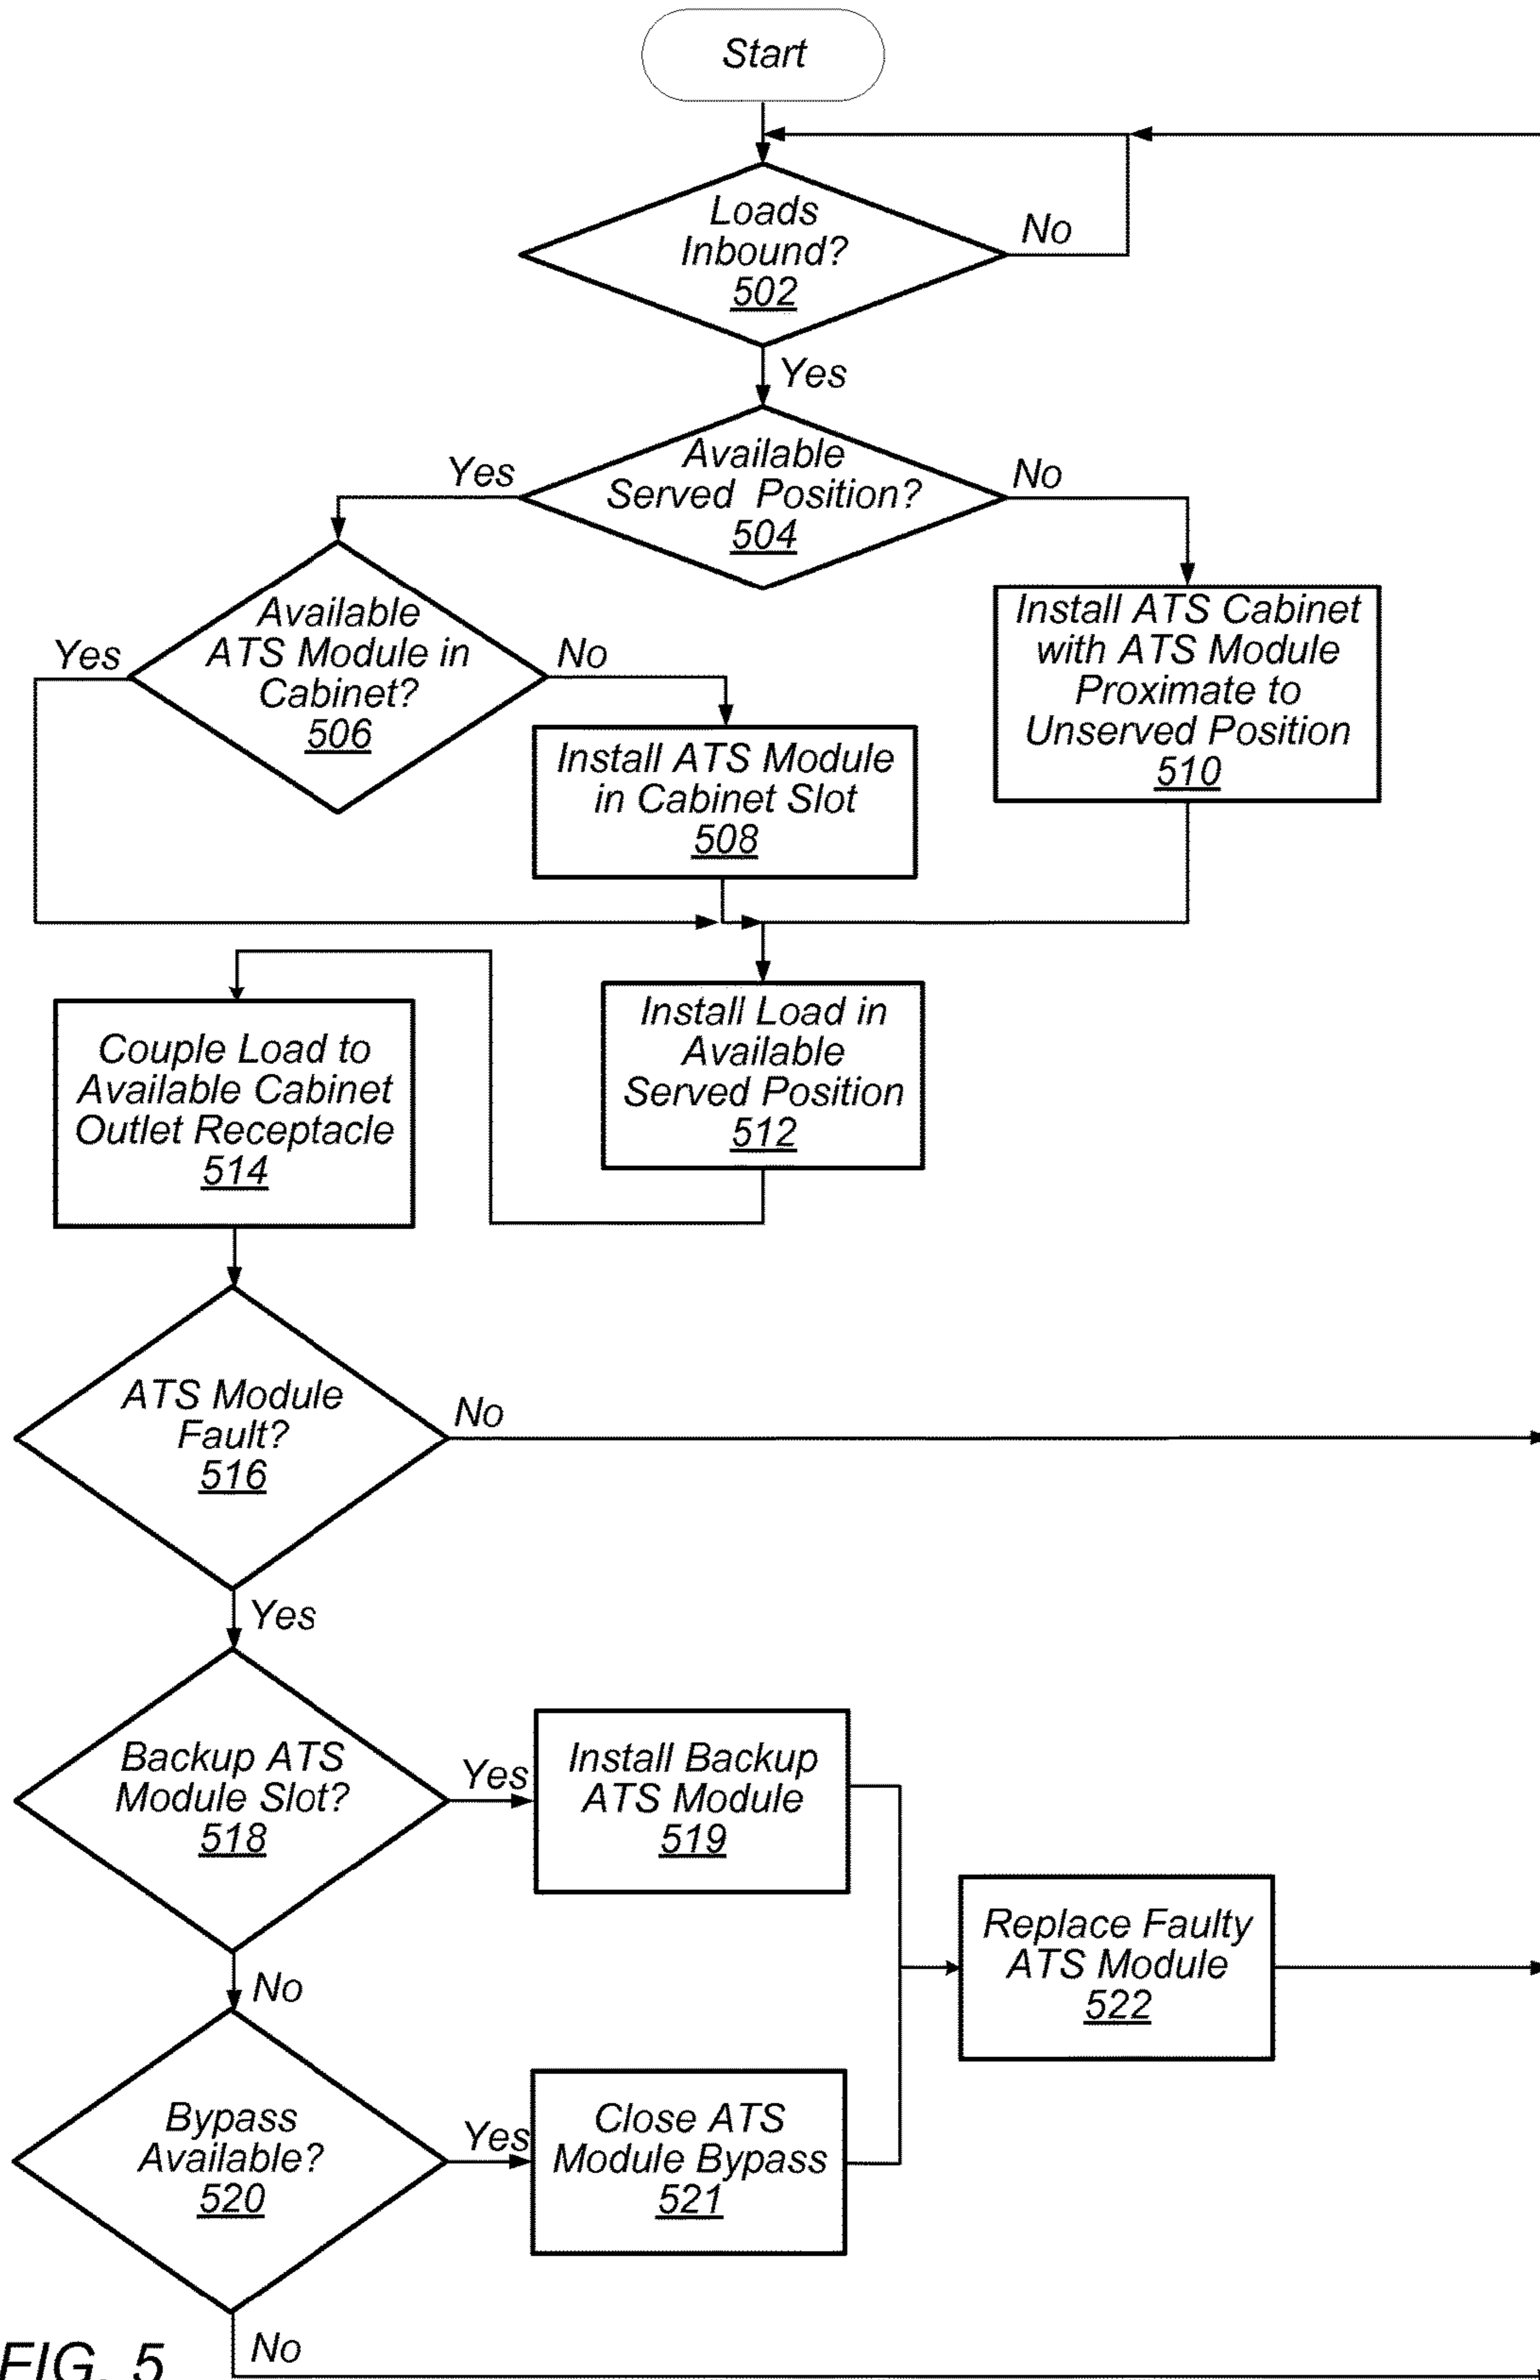 Start
Loads
Inbound?
502
No
Yes
Available
Served Position?
504
Yes
No
Available
ATS Module in
Cabinet?
506
Yes
No
Install ATS Module
in Cabinet Slot
508
Install ATS Cabinet
with ATS Module
Proximate to
Unserved Position
510
Install Load in
Available
Served Position
512
Couple Load to
Available Cabinet
Outlet Receptacle
514
ATS Module
Fault?
516
No
Yes
Backup ATS
Module Slot?
518
Yes
Install Backup
ATS Module
519
No
Replace Faulty
ATS Module
522
Bypass
Available?
520
Yes
Close ATS
Module Bypass
521
No
FIG. 5